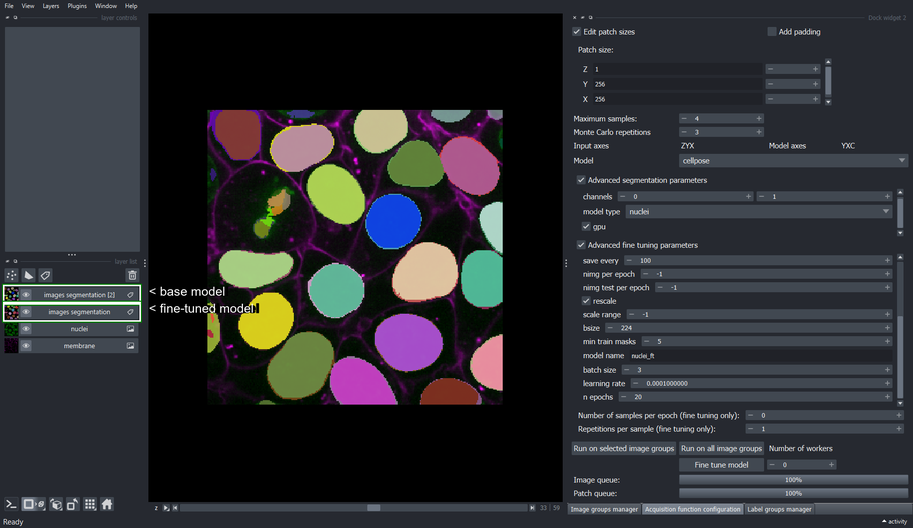 File View Layers Plugins Window Help
layer controls
Dock widget 2
Edit patch sizes Add padding
Patch size:
Z 1 − +
Y 256 − +
X 256 − +
Maximum samples: − 4 +
Monte Carlo repetitions − 3 +
Input axes ZYX Model axes YXC
Model cellpose
Advanced segmentation parameters
channels − 0 + − 1 +
model type nuclei
gpu
Advanced fine tuning parameters
layer list
save every − 100 +
nimg per epoch − -1 +
nimg test per epoch − -1 +
images segmentation [2] < base model
rescale
images segmentation < fine-tuned model
scale range − -1 +
nuclei
bsize − 224 +
min train masks − 5 +
membrane
model name nuclei_ft
batch size − 3 +
learning rate − 0.0001000000 +
n epochs − 20 +
Number of samples per epoch (fine tuning only): − 0 +
Repetitions per sample (fine tuning only): − 1 +
Run on selected image groups Run on all image groups Number of workers
Fine tune model − 0 +
Image queue: 100%
Patch queue: 100%
z 33 | 59
Image groups manager Acquisition function configuration Label groups manager
Ready activity